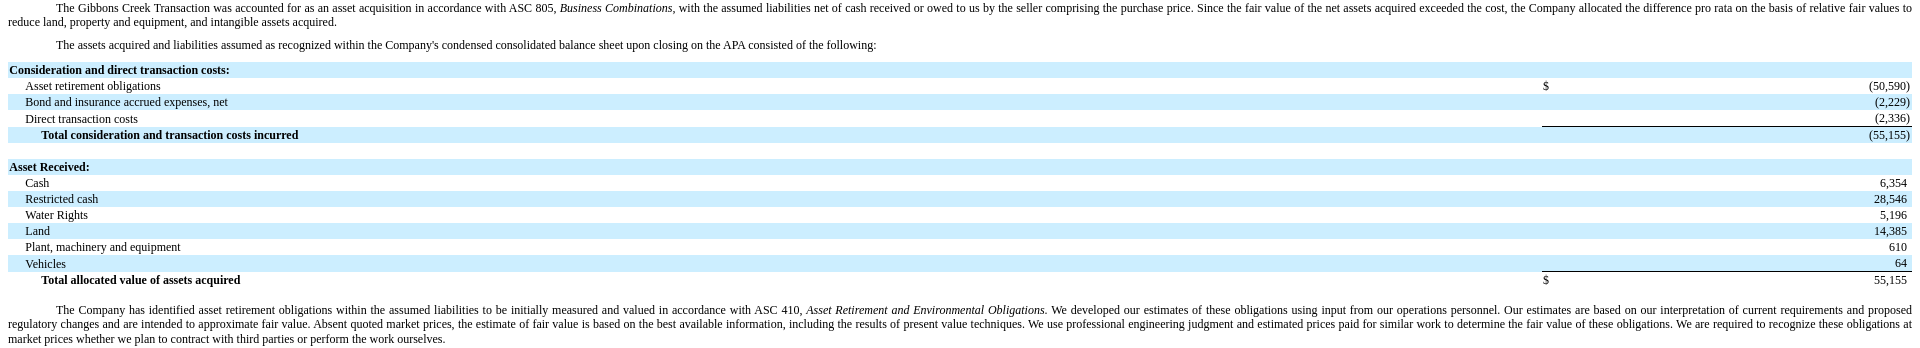 The Gibbons Creek Transaction was accounted for as an asset acquisition in accordance with ASC 805, Business Combinations, with the assumed liabilities net of cash received or owed to us by the seller comprising the purchase price. Since the fair value of the net assets acquired exceeded the cost, the Company allocated the difference pro rata on the basis of relative fair values to
reduce land, property and equipment, and intangible assets acquired.
The assets acquired and liabilities assumed as recognized within the Company's condensed consolidated balance sheet upon closing on the APA consisted of the following:
Consideration and direct transaction costs:
Asset retirement obligations $ (50,590)
Bond and insurance accrued expenses, net (2,229)
Direct transaction costs (2,336)
Total consideration and transaction costs incurred (55,155)
Asset Received:
Cash 6,354
Restricted cash 28,546
Water Rights 5,196
Land 14,385
Plant, machinery and equipment 610
Vehicles 64
Total allocated value of assets acquired $ 55,155
The Company has identified asset retirement obligations within the assumed liabilities to be initially measured and valued in accordance with ASC 410, Asset Retirement and Environmental Obligations. We developed our estimates of these obligations using input from our operations personnel. Our estimates are based on our interpretation of current requirements and proposed
regulatory changes and are intended to approximate fair value. Absent quoted market prices, the estimate of fair value is based on the best available information, including the results of present value techniques. We use professional engineering judgment and estimated prices paid for similar work to determine the fair value of these obligations. We are required to recognize these obligations at
market prices whether we plan to contract with third parties or perform the work ourselves.